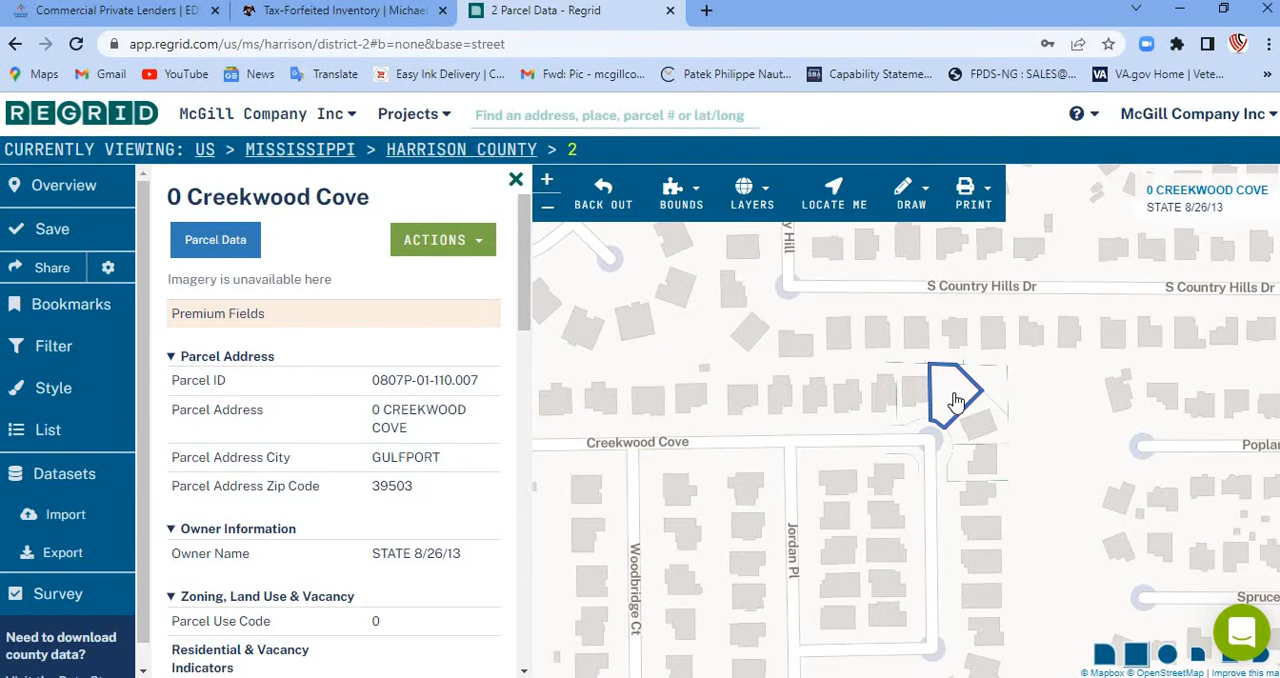 Commercial Private Lenders | ED
Tax-Forfeited Inventory | Michael
2 Parcel Data - Regrid
app.regrid.com/us/ms/harrison/district-2#b=none&base=street
Maps
Gmail
YouTube
News
Translate
Easy Ink Delivery | C...
Fwd: Pic - mcgillco...
Patek Philippe Naut...
SBA
Capability Stateme...
FPDS-NG : SALES@...
VA
VA.gov Home | Vete...
»
REGRID
McGill Company Inc
Projects
Find an address, place, parcel # or lat/long
McGill Company Inc
CURRENTLY VIEWING: US > MISSISSIPPI > HARRISON COUNTY > 2
Overview
Save
Share
Bookmarks
Filter
Style
List
Datasets
Import
Export
Survey
Need to download
county data?
0 Creekwood Cove
Parcel Data
ACTIONS
Imagery is unavailable here
Premium Fields
Parcel Address
Parcel ID 0807P-01-110.007
Parcel Address 0 CREEKWOOD
COVE
Parcel Address City GULFPORT
Parcel Address Zip Code 39503
Owner Information
Owner Name STATE 8/26/13
Zoning, Land Use & Vacancy
Parcel Use Code 0
Residential & Vacancy
Indicators
+
–
BACK OUT
BOUNDS
LAYERS
LOCATE ME
DRAW
PRINT
0 CREEKWOOD COVE
STATE 8/26/13
y Hill
S Country Hills Dr
S Country Hills Dr
Creekwood Cove
Woodbridge Ct
Jordan Pl
Poplar
Spruce
© Mapbox © OpenStreetMap | Improve this ma